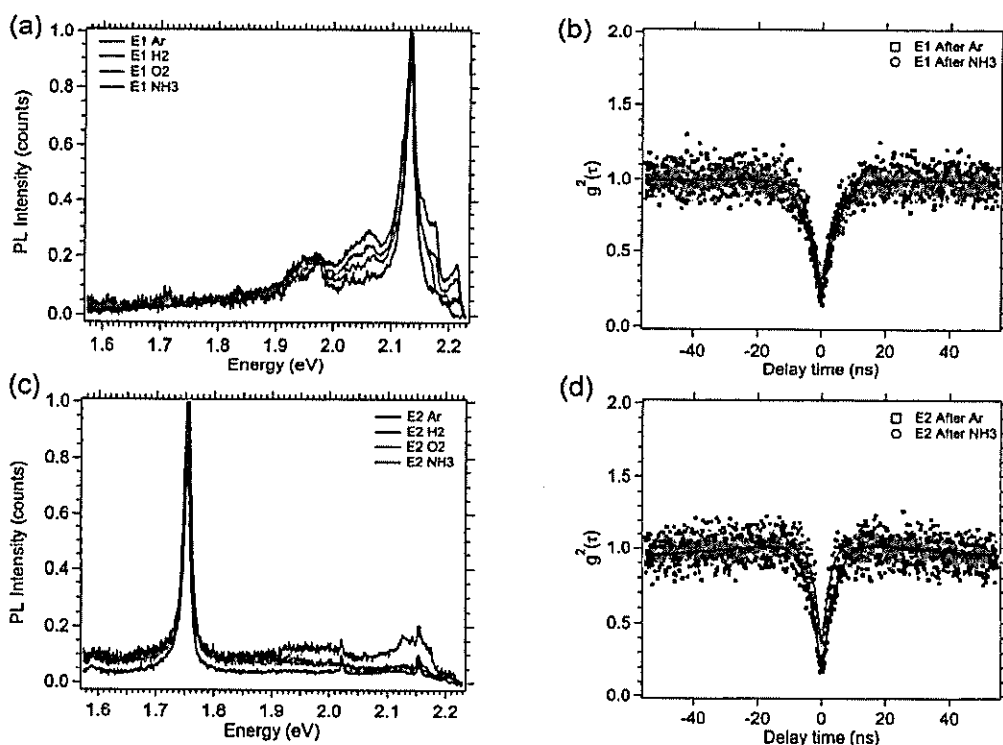 (a)
E1 Ar
E1 H2
E1 O2
E1 NH3
PL Intensity (counts)
1.0
0.8
0.6
0.4
0.2
0.0
1.6 1.7 1.8 1.9 2.0 2.1 2.2
Energy (eV)
(b)
E1 After Ar
E1 After NH3
g²(τ)
2.0
1.5
1.0
0.5
0.0
-40 -20 0 20 40
Delay time (ns)
(c)
E2 Ar
E2 H2
E2 O2
E2 NH3
PL Intensity (counts)
1.0
0.8
0.6
0.4
0.2
0.0
1.6 1.7 1.8 1.9 2.0 2.1 2.2
Energy (eV)
(d)
E2 After Ar
E2 After NH3
g²(τ)
2.0
1.5
1.0
0.5
0.0
-40 -20 0 20 40
Delay time (ns)